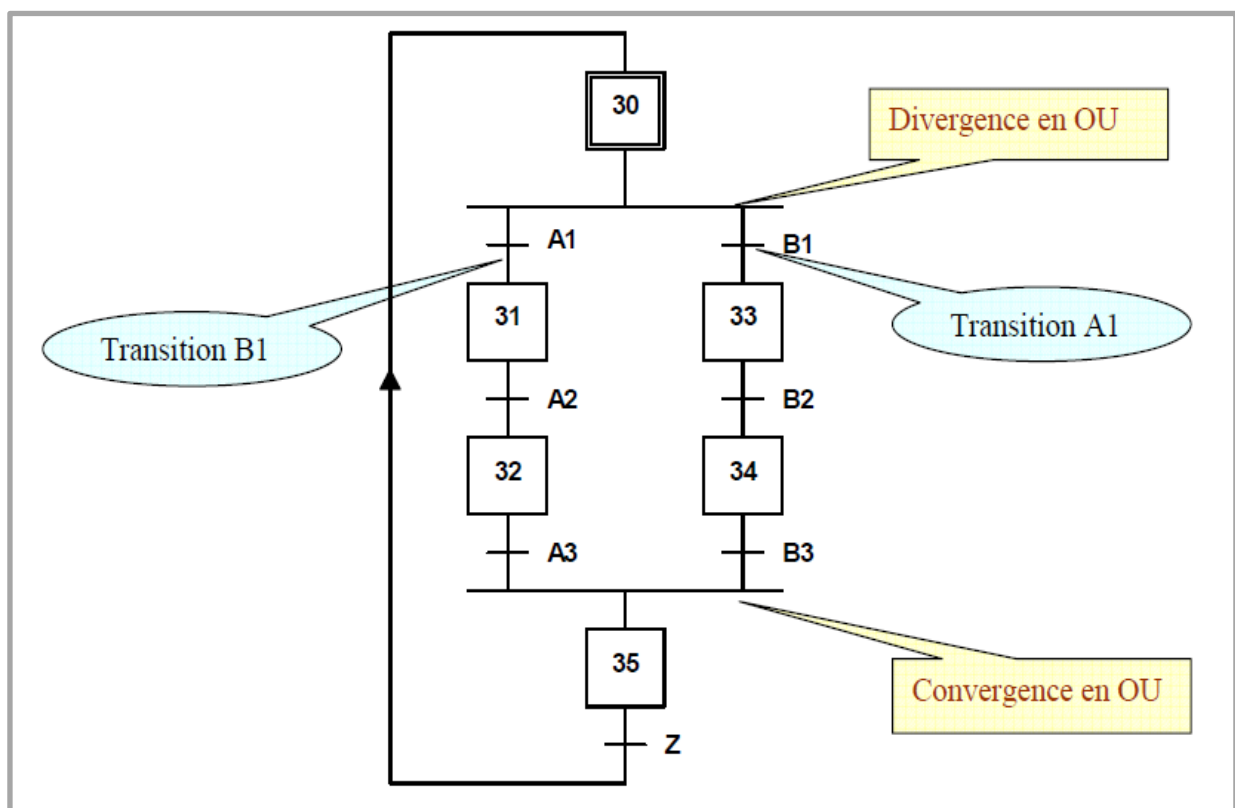 30
Divergence en OU
A1
B1
31
33
Transition B1
Transition A1
A2
B2
32
34
A3
B3
35
Convergence en OU
Z